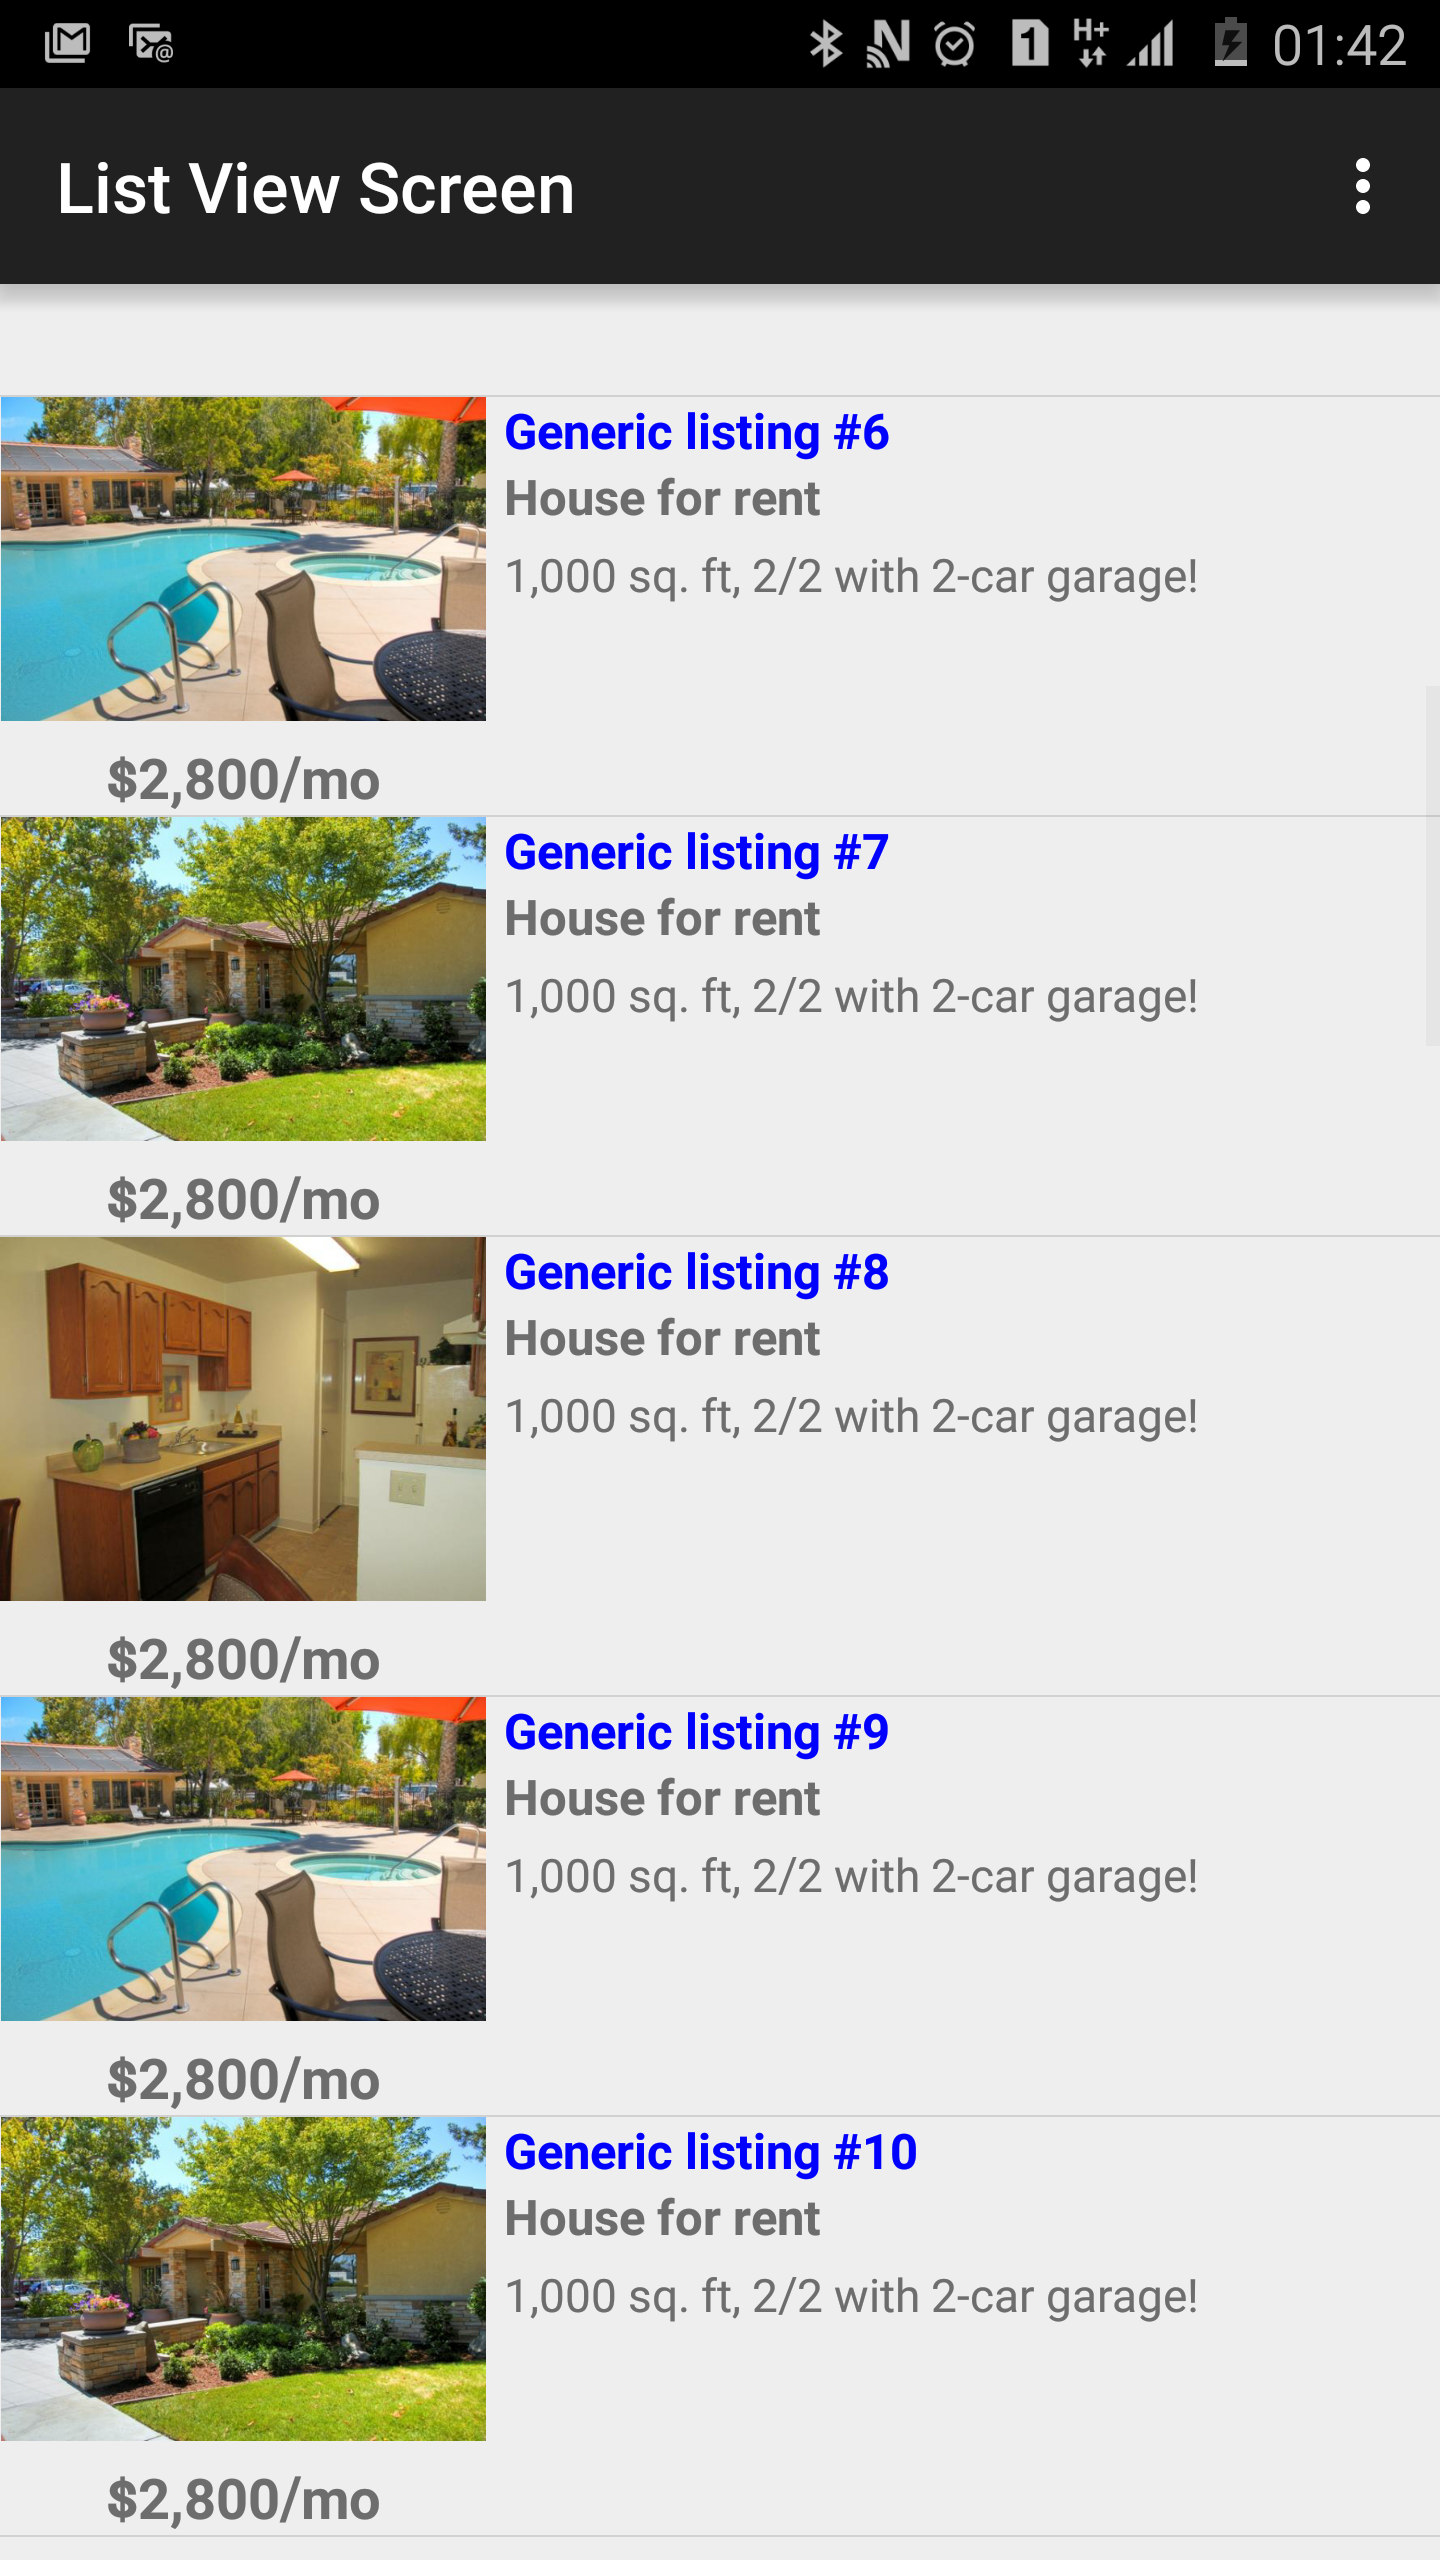 01:42
List View Screen
Generic listing #6
House for rent
1,000 sq. ft, 2/2 with 2-car garage!
$2,800/mo
Generic listing #7
House for rent
1,000 sq. ft, 2/2 with 2-car garage!
$2,800/mo
Generic listing #8
House for rent
1,000 sq. ft, 2/2 with 2-car garage!
$2,800/mo
Generic listing #9
House for rent
1,000 sq. ft, 2/2 with 2-car garage!
$2,800/mo
Generic listing #10
House for rent
1,000 sq. ft, 2/2 with 2-car garage!
$2,800/mo